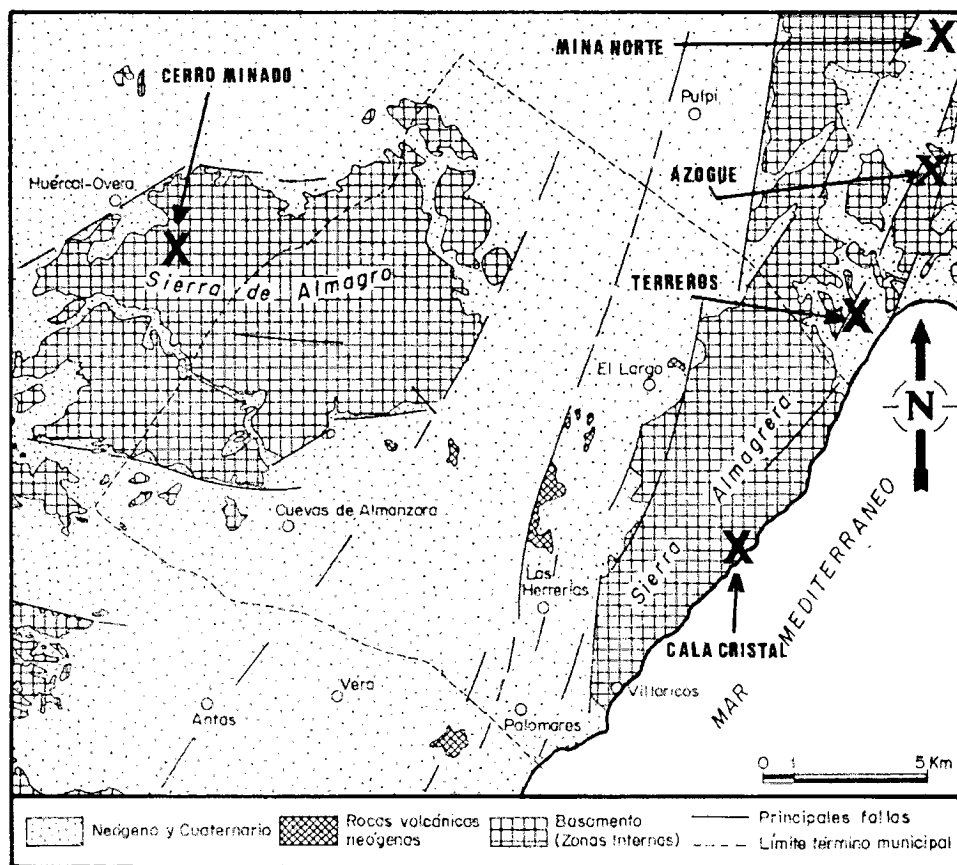 MINA NORTE
CERRO MINADO
Pulpi
AZOGUE
Huércal-Overa
Sierra de Almagro
TERREROS
El Largo
N
Sierra Almagrera
Cuevas de Almanzora
Las
Herrerías
CALA CRISTAL
MAR MEDITERRANEO
Villaricos
Vera
Antas
Palomares
0 1 5 Km
Neógeno y Cuaternario
Rocas volcánicas
neógenas
Basamento
(Zonas Internas)
Principales fallas
Límite término municipal